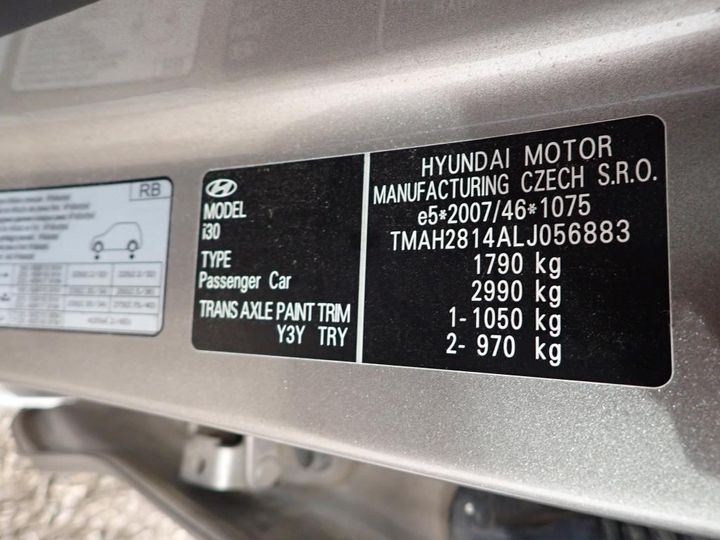 RB
MODEL
i30
TYPE
Passenger Car
TRANS AXLE PAINT TRIM
Y3Y TRY
HYUNDAI MOTOR
MANUFACTURING CZECH S.R.O.
e5*2007/46*1075
TMAH2814ALJ056883
1790 kg
2990 kg
1- 1050 kg
2- 970 kg